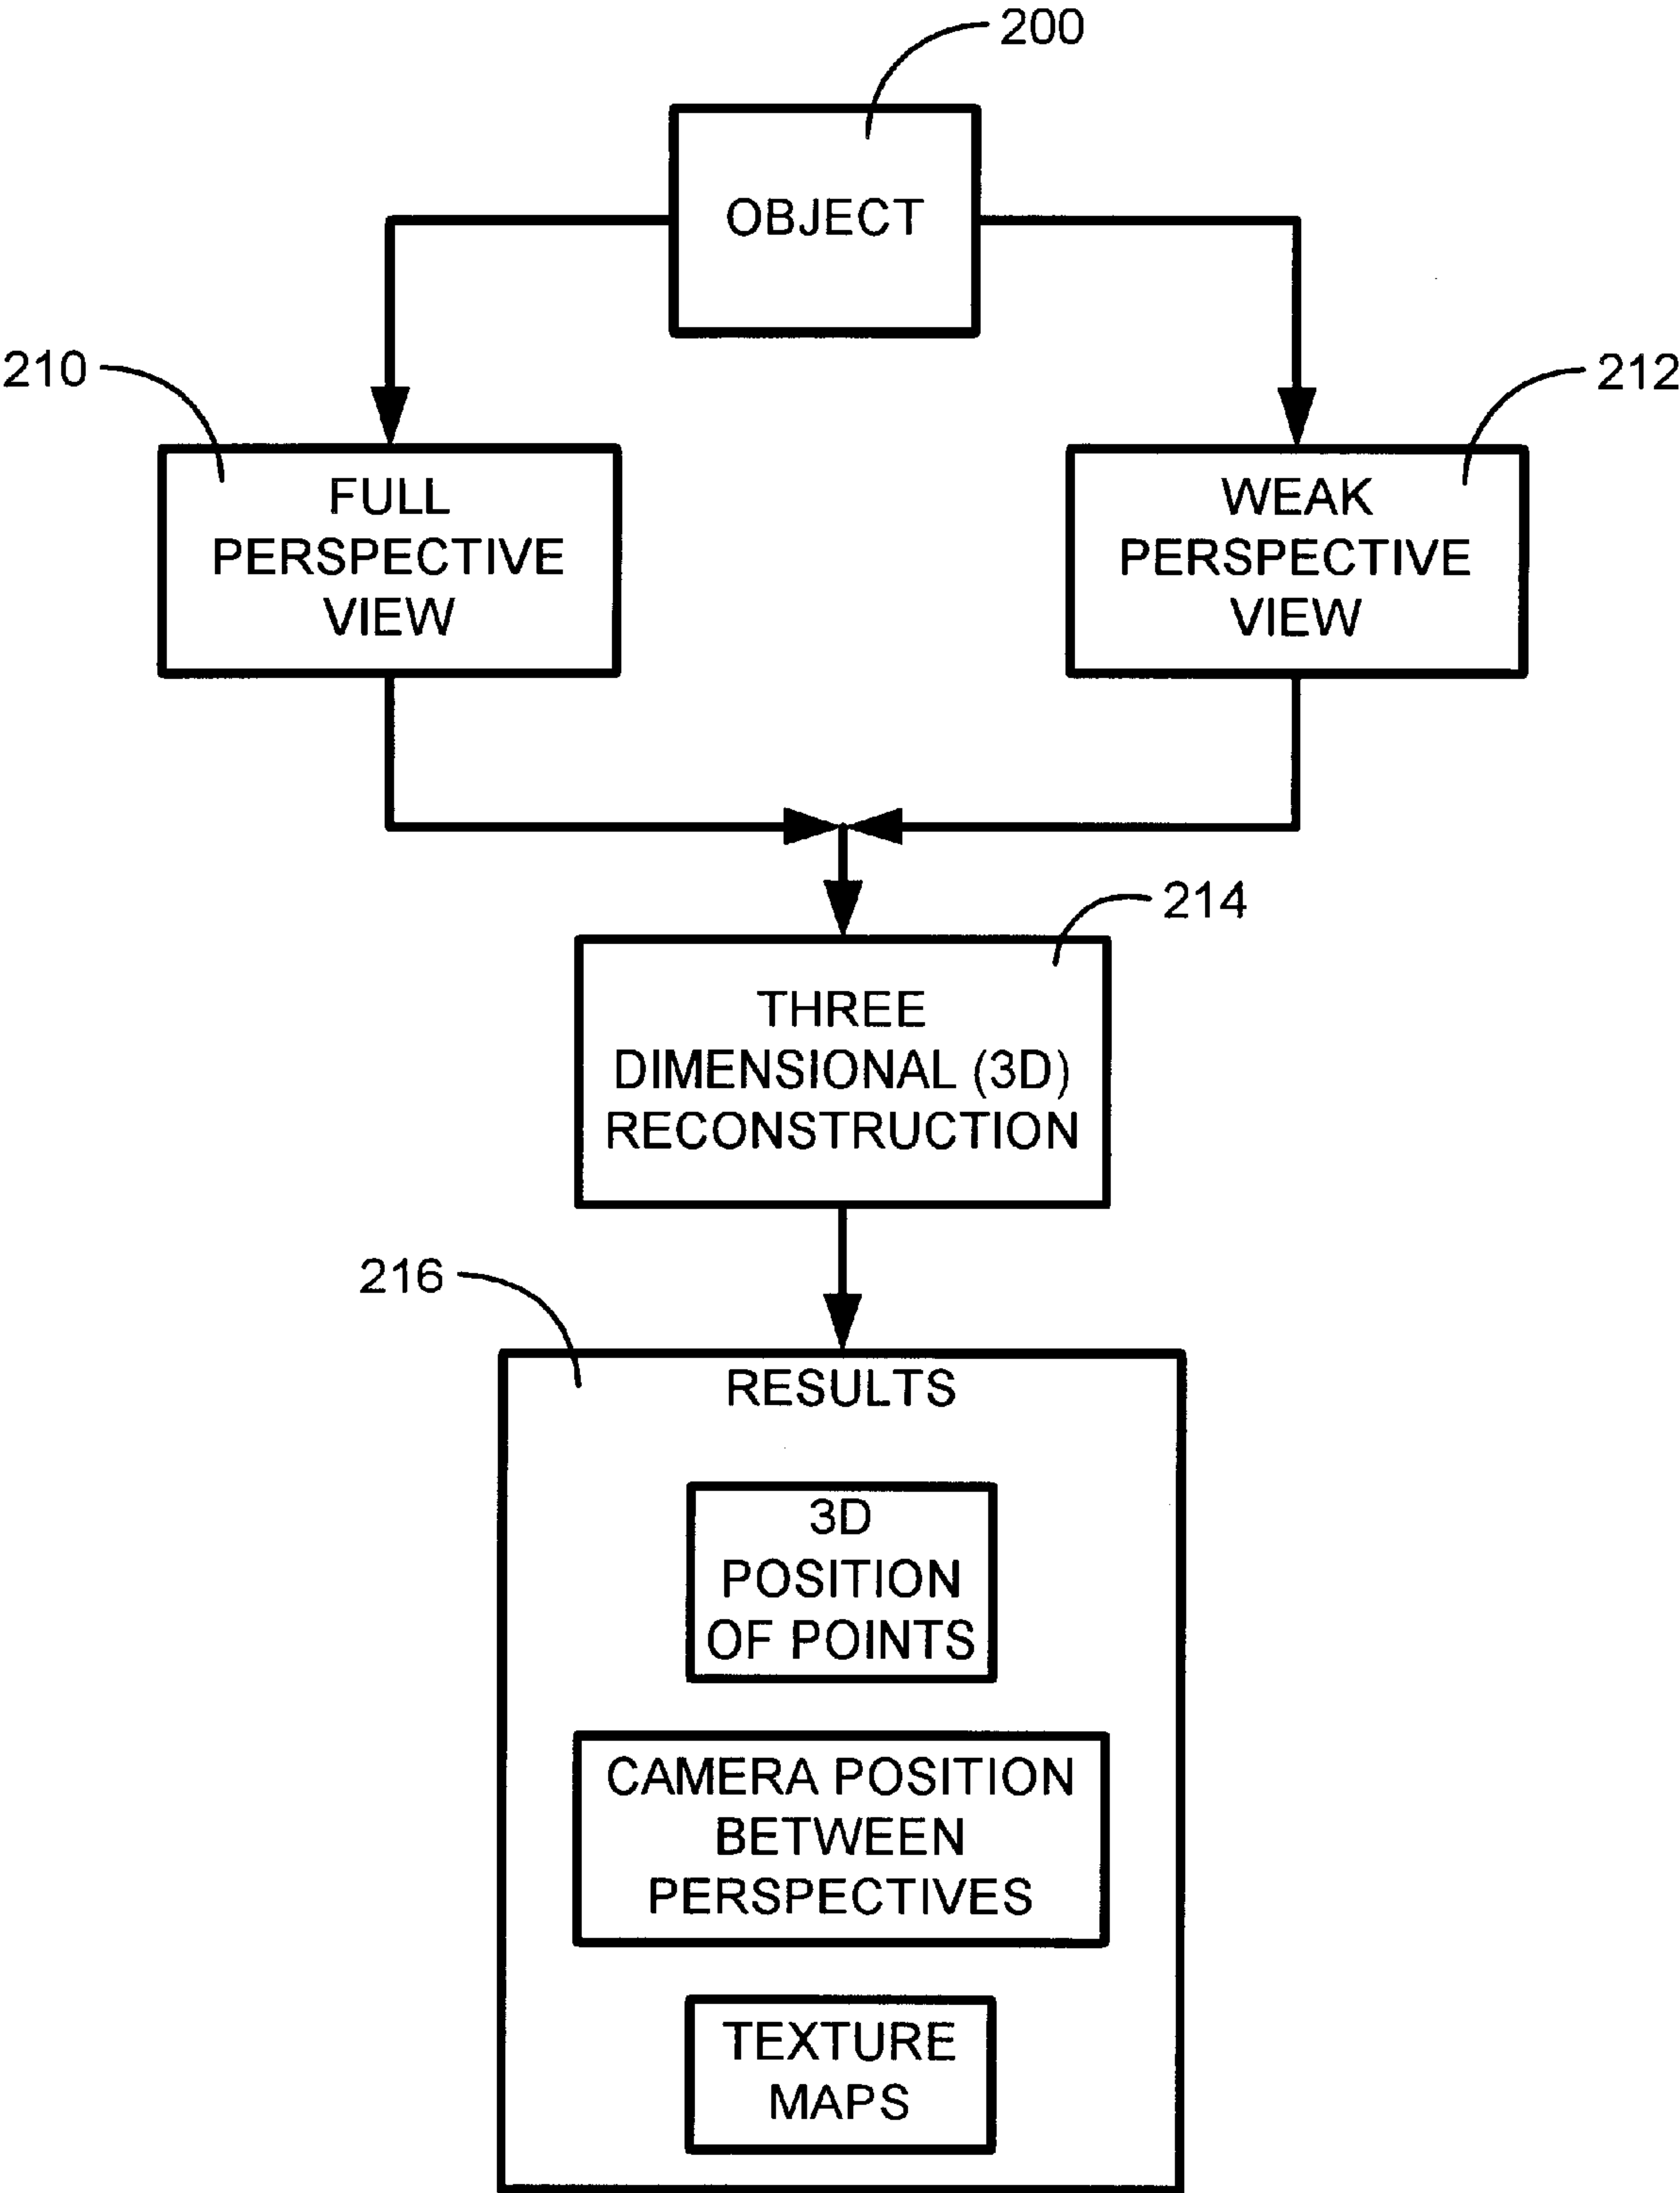 200
OBJECT
210
212
FULL
PERSPECTIVE
VIEW
WEAK
PERSPECTIVE
VIEW
214
THREE
DIMENSIONAL (3D)
RECONSTRUCTION
216
RESULTS
3D
POSITION
OF POINTS
CAMERA POSITION
BETWEEN
PERSPECTIVES
TEXTURE
MAPS